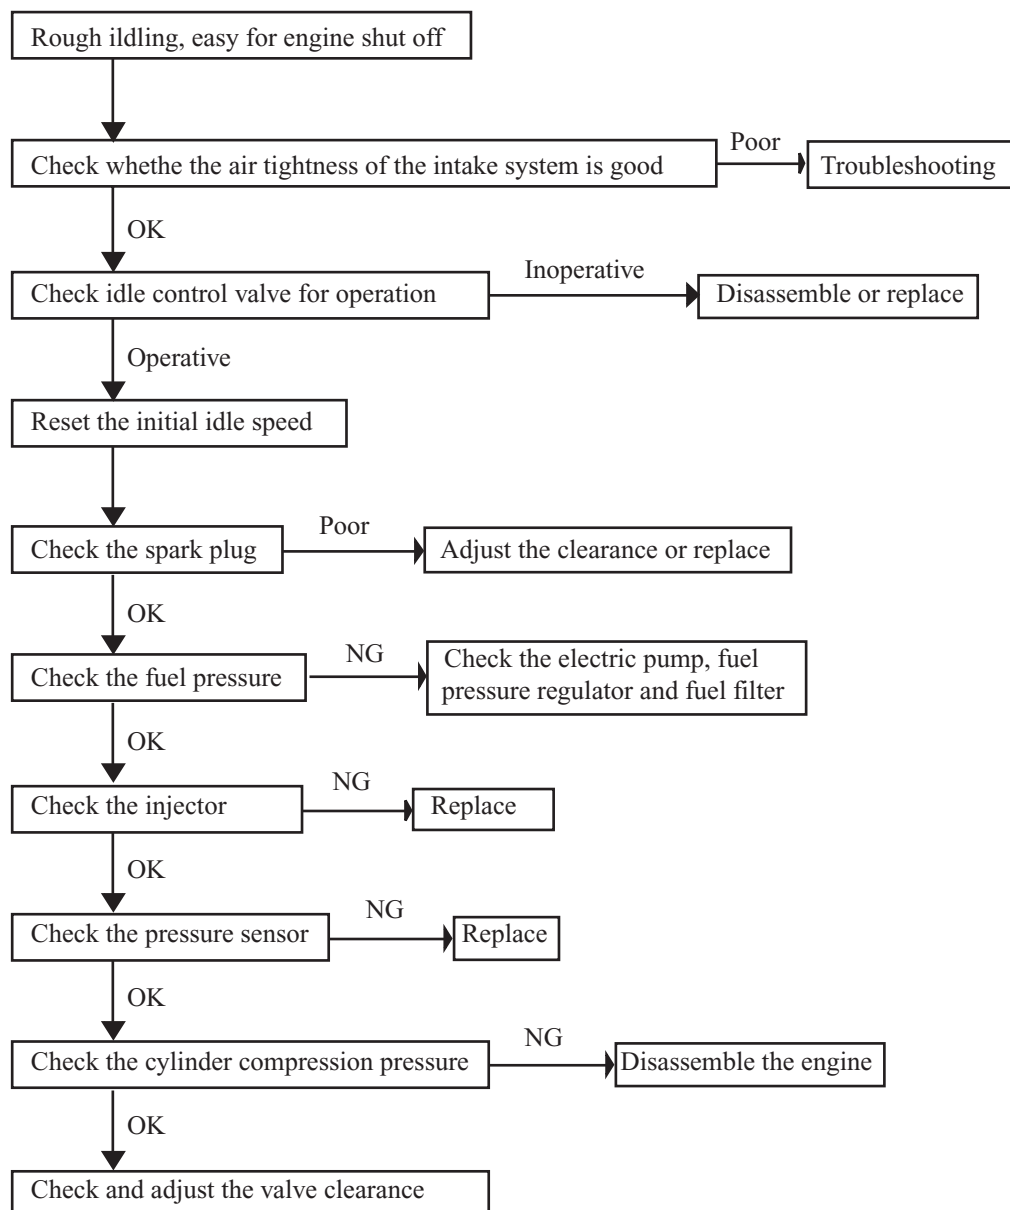 Rough ildling, easy for engine shut off
Check whethe the air tightness of the intake system is good
Poor
Troubleshooting
OK
Check idle control valve for operation
Inoperative
Disassemble or replace
Operative
Reset the initial idle speed
Check the spark plug
Poor
Adjust the clearance or replace
OK
Check the fuel pressure
NG
Check the electric pump, fuel
pressure regulator and fuel filter
OK
Check the injector
NG
Replace
OK
Check the pressure sensor
NG
Replace
OK
Check the cylinder compression pressure
NG
Disassemble the engine
OK
Check and adjust the valve clearance